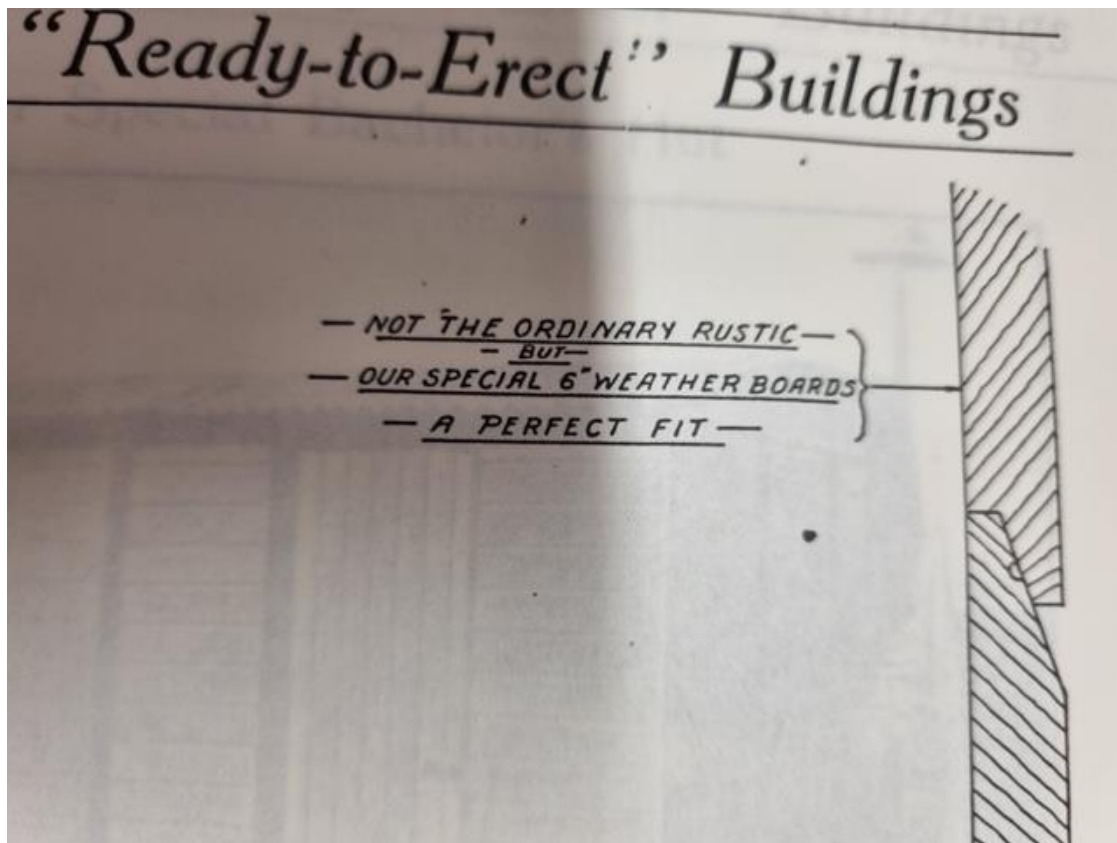 “Ready-to-Erect” Buildings
— NOT THE ORDINARY RUSTIC —
— BUT —
— OUR SPECIAL 6" WEATHER BOARDS
— A PERFECT FIT —